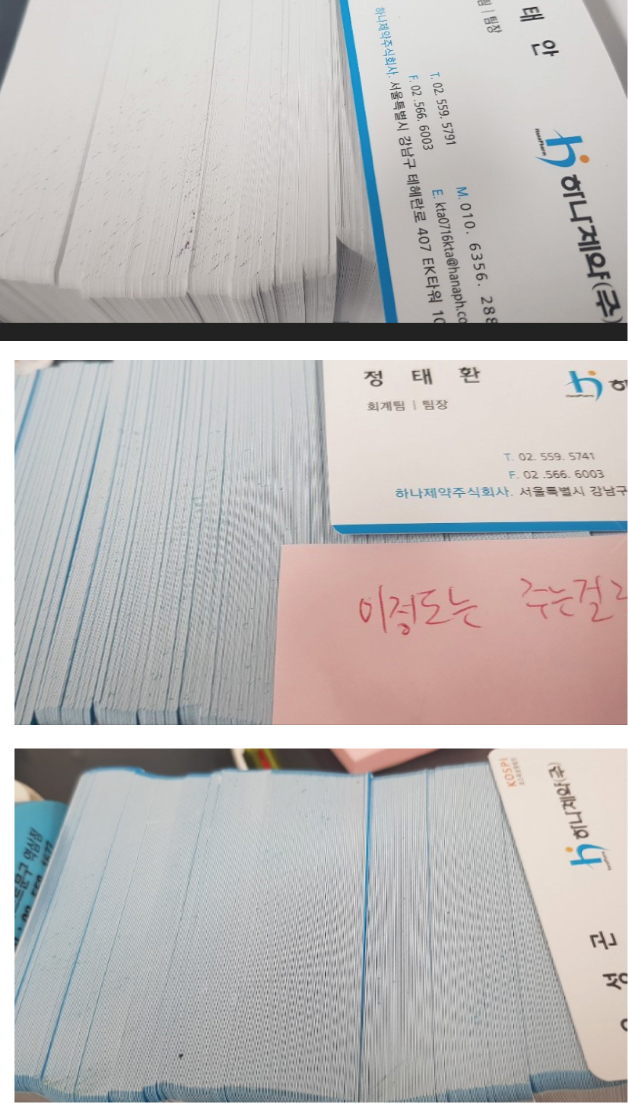 태 안
팀 | 팀장
하나제약(주)
T. 02. 559. 5791
F. 02 .566. 6003
M. 010. 6356. 288
E. kta0716kta@hanaph.co
하나제약주식회사. 서울특별시 강남구 테헤란로 407 EK타워 10
정 태 환
회계팀 | 팀장
T. 02. 559. 5741
F. 02 .566. 6003
하나제약주식회사. 서울특별시 강남구
이정도는 주는걸
KOSPI
하나제약(주)